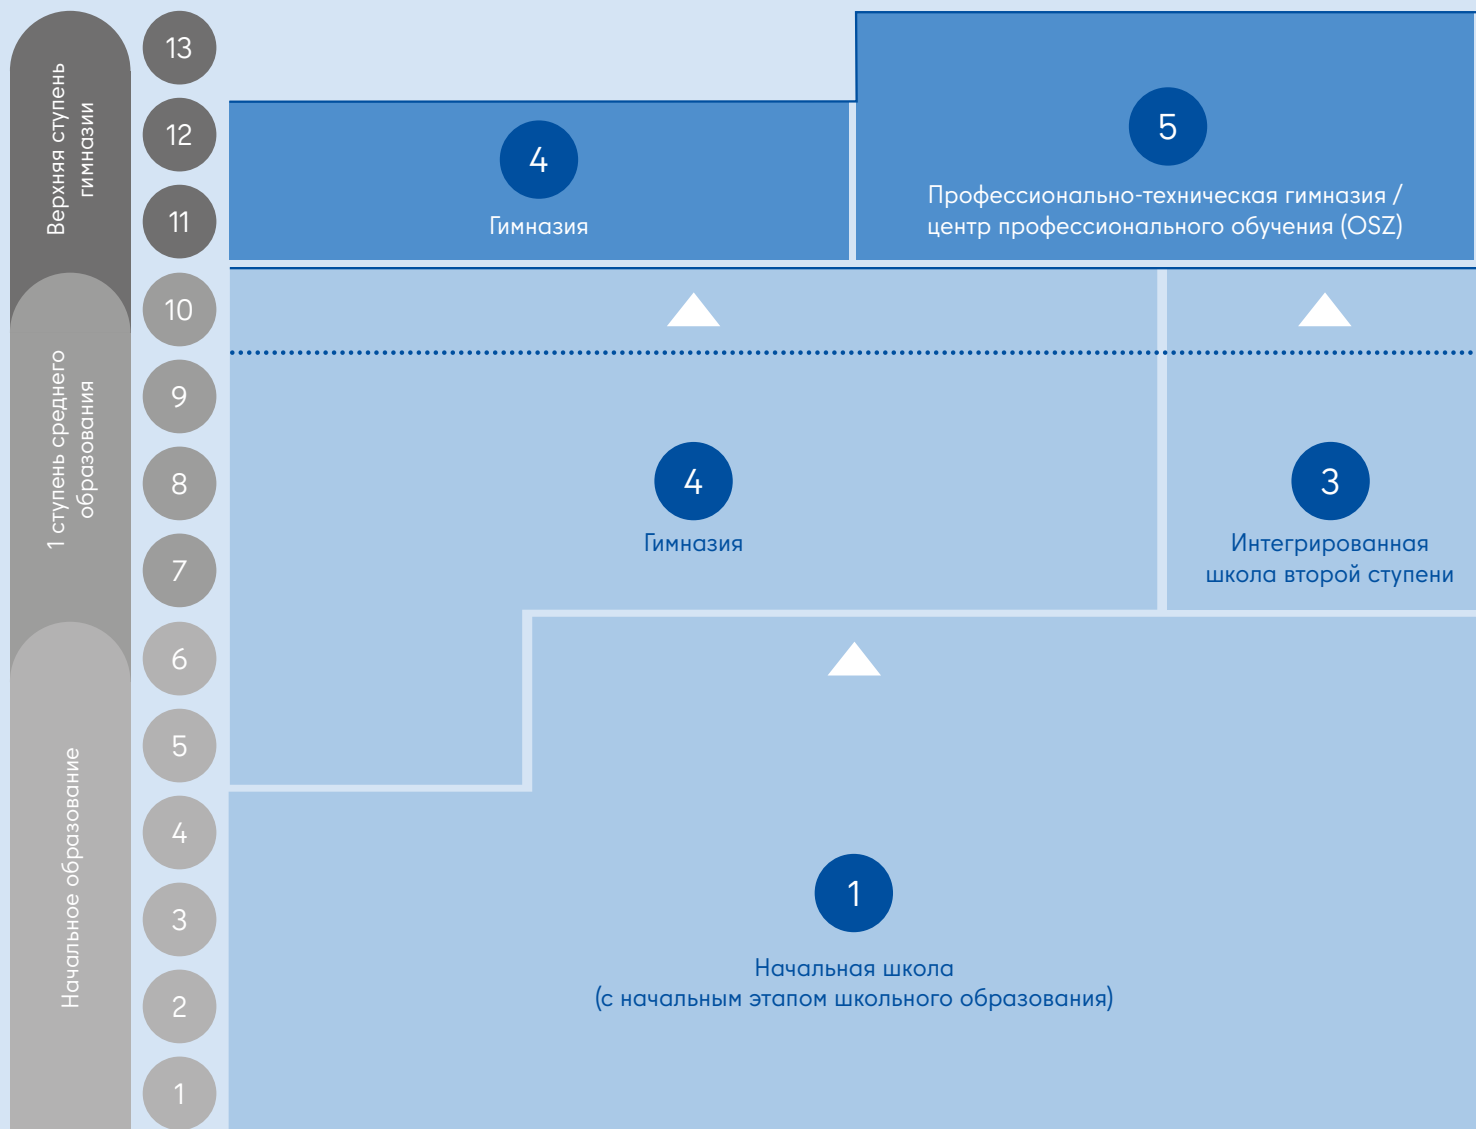 Верхняя ступень
гимназии
1 ступень среднего
образования
Начальное образование
13
12
11
10
9
8
7
6
5
4
3
2
1
4
Гимназия
5
Профессионально-техническая гимназия /
центр профессионального обучения (OSZ)
4
Гимназия
3
Интегрированная
школа второй ступени
1
Начальная школа
(с начальным этапом школьного образования)